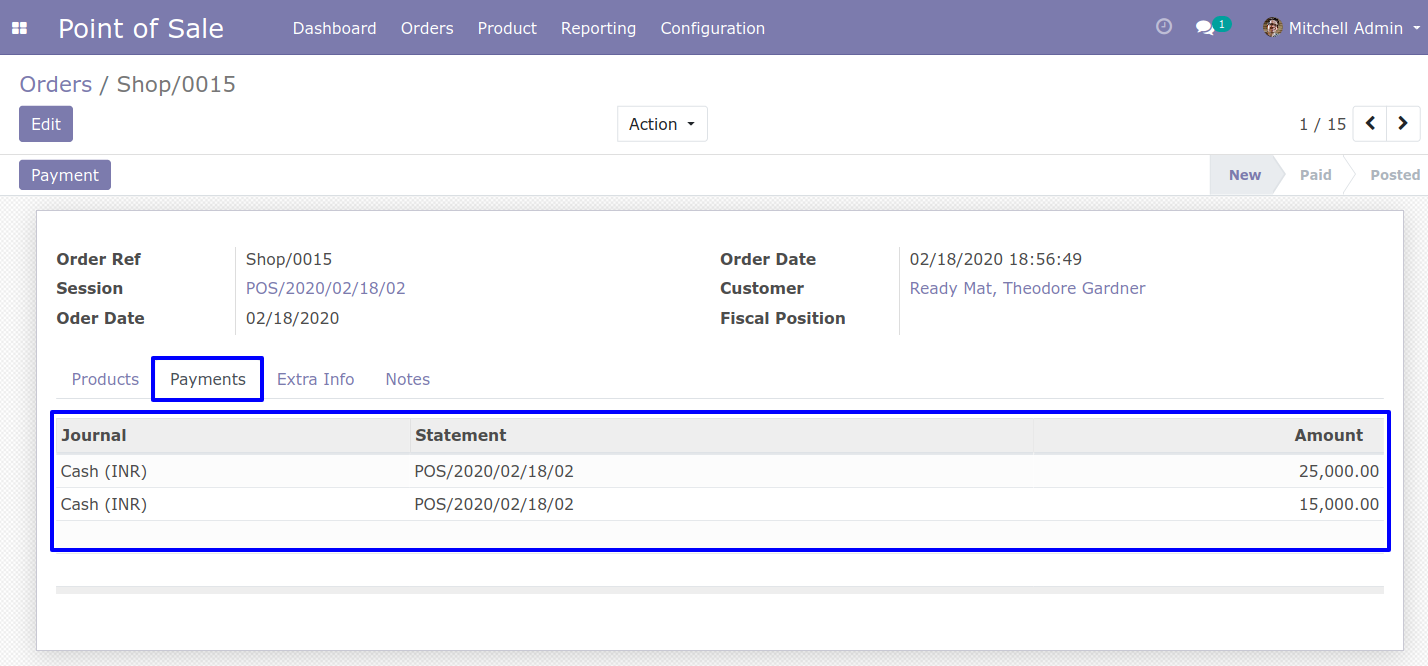 Point of Sale Dashboard Orders Product Reporting Configuration 1 Mitchell Admin
Orders / Shop/0015
Edit Action 1 / 15
Payment New Paid Posted
Order Ref Shop/0015 Order Date 02/18/2020 18:56:49
Session POS/2020/02/18/02 Customer Ready Mat, Theodore Gardner
Oder Date 02/18/2020 Fiscal Position
Products Payments Extra Info Notes
Journal Statement Amount
Cash (INR) POS/2020/02/18/02 25,000.00
Cash (INR) POS/2020/02/18/02 15,000.00